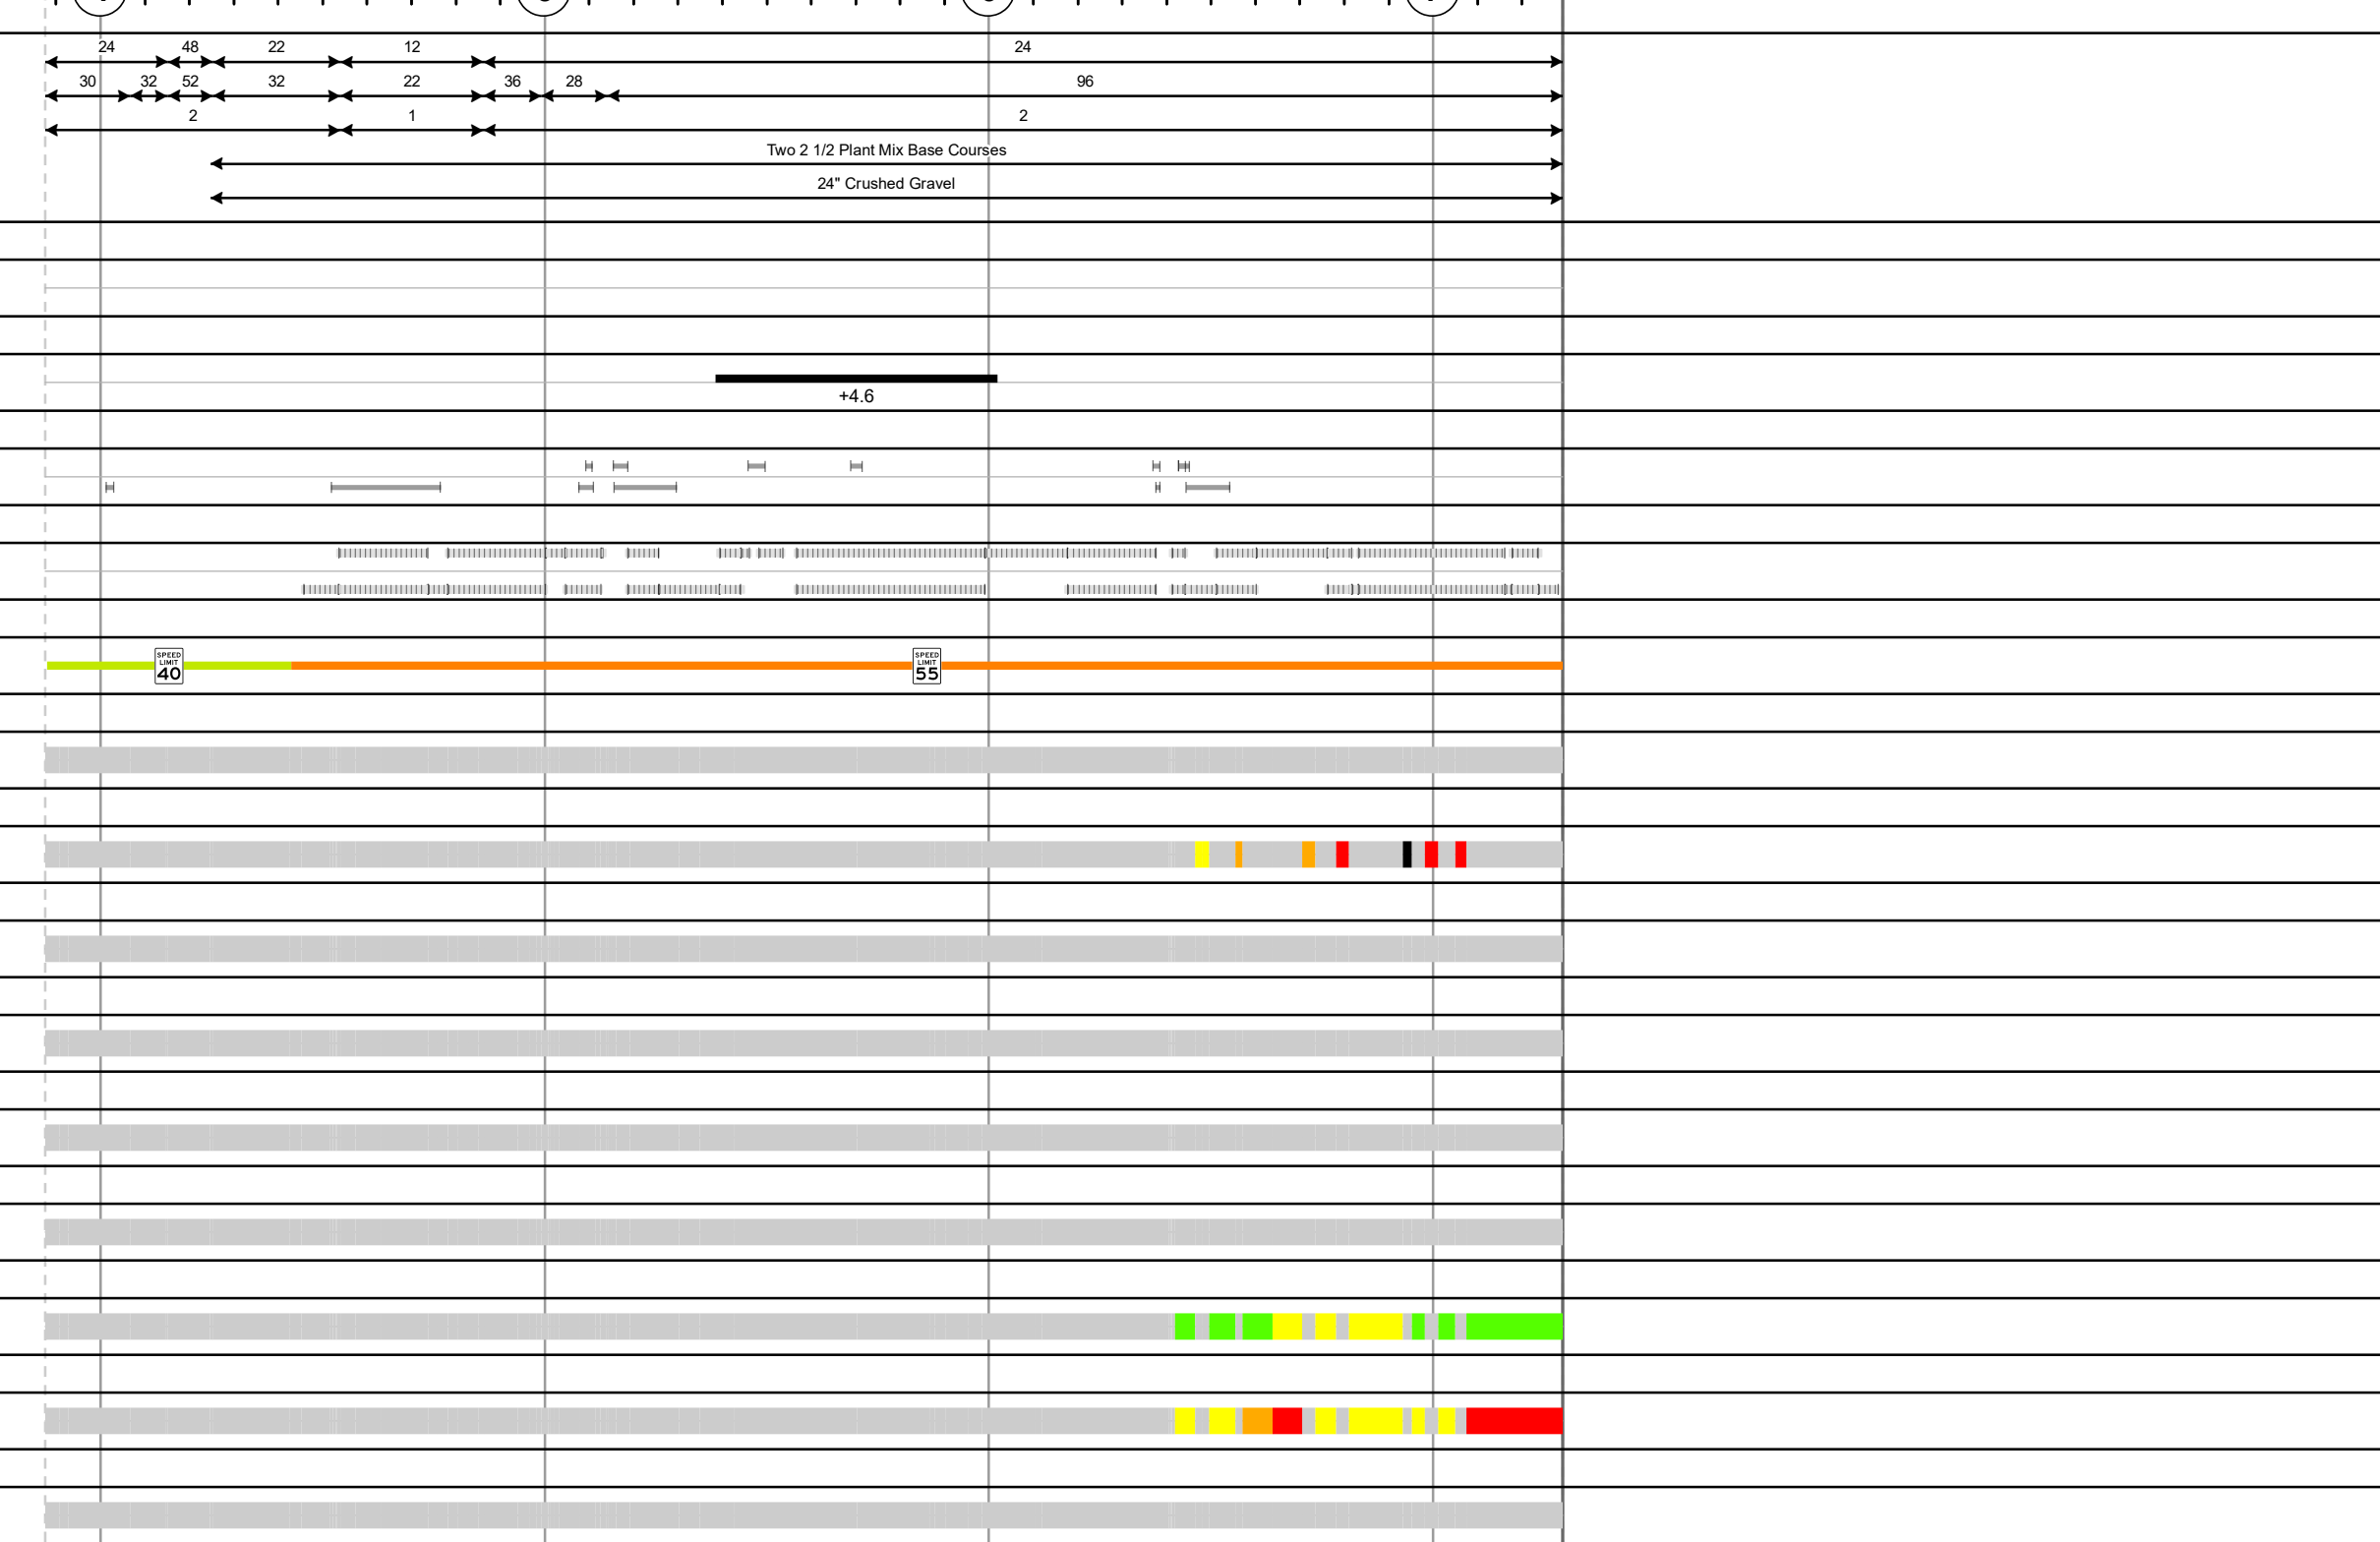 24 48 22 12 24
30 32 52 32 22 36 28 96
2 1 2
Two 2 1/2 Plant Mix Base Courses
24" Crushed Gravel
+4.6
SPEED LIMIT 40
SPEED LIMIT 55